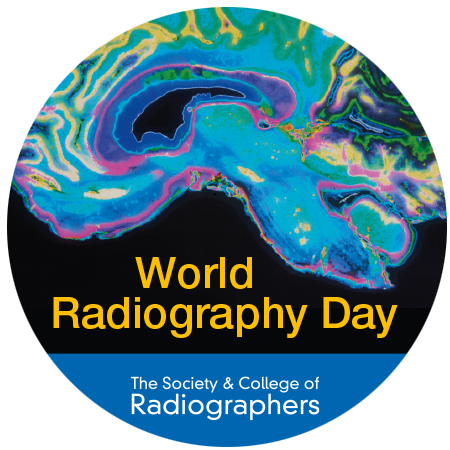 World
Radiography Day
The Society & College of
Radiographers